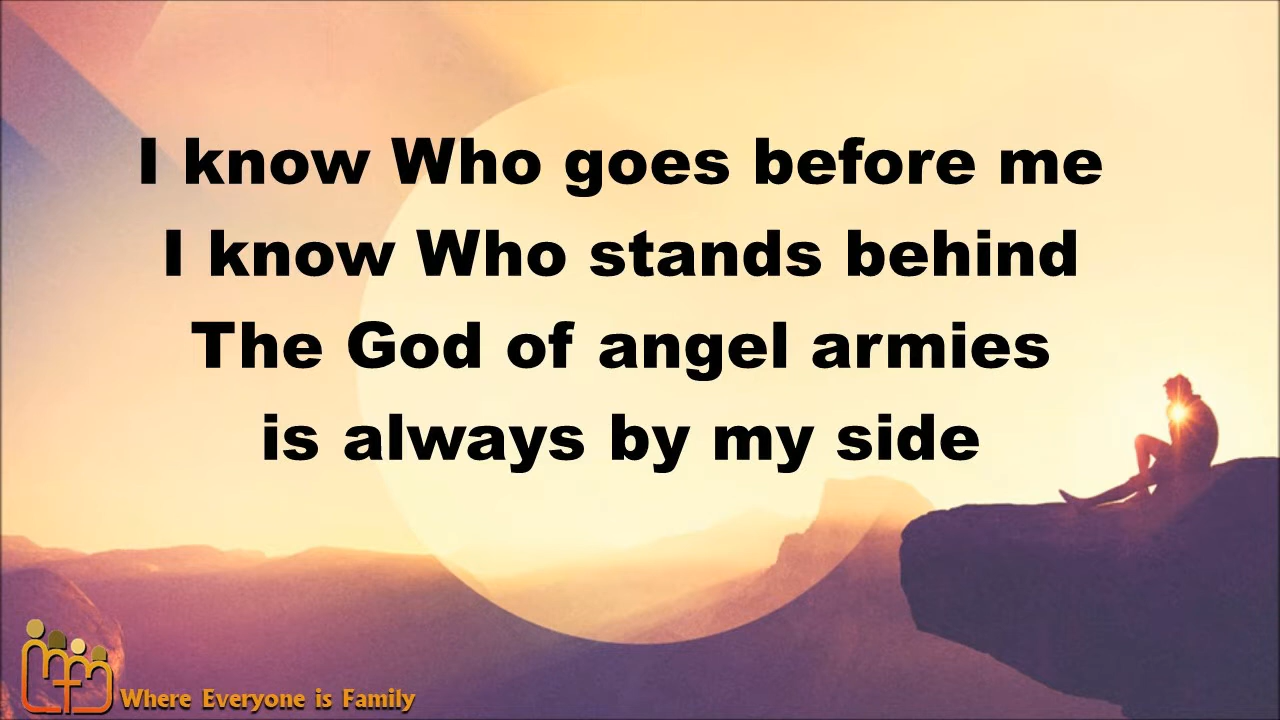 I know Who goes before me
I know Who stands behind
The God of angel armies
is always by my side
Where Everyone is Family